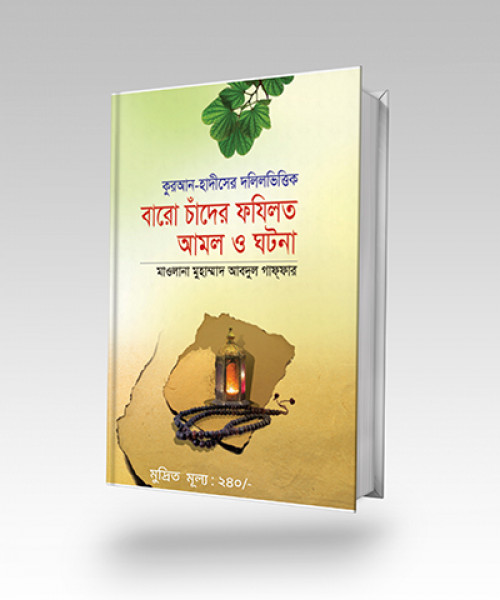 কুরআন-হাদীসের দলিলভিত্তিক
বারো চাঁদের ফযিলত
আমল ও ঘটনা
মাওলানা মুহাম্মাদ আবদুল গাফ্ফার
মুদ্রিত মূল্য : ২৪০/-